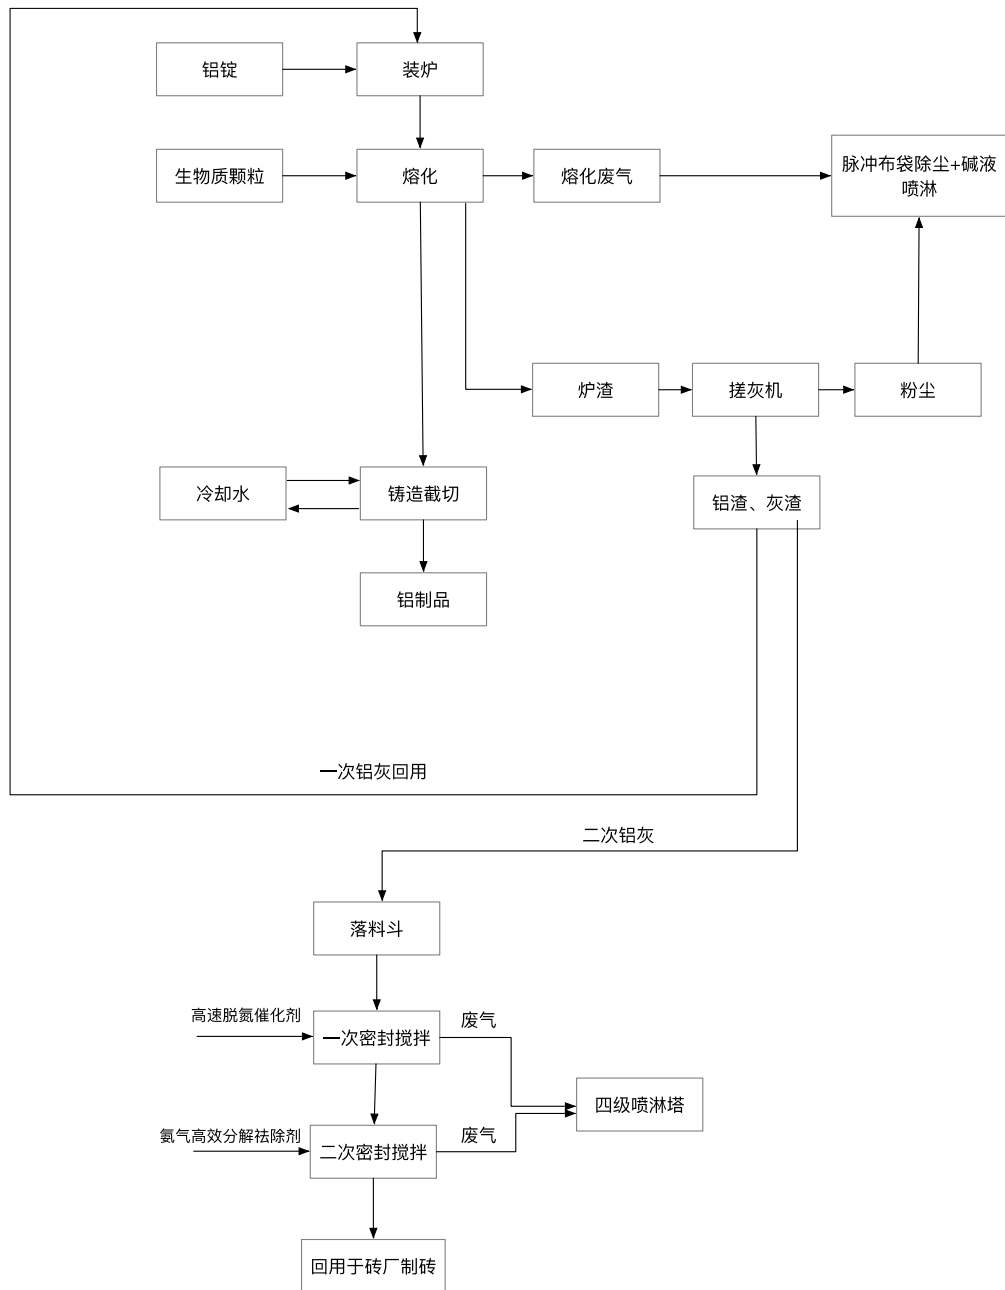 铝锭
装炉
生物质颗粒
熔化
熔化废气
脉冲布袋除尘+碱液
喷淋
炉渣
搓灰机
粉尘
冷却水
铸造截切
铝渣、灰渣
铝制品
一次铝灰回用
二次铝灰
落料斗
高速脱氮催化剂
一次密封搅拌
废气
四级喷淋塔
氨气高效分解祛除剂
二次密封搅拌
废气
回用于砖厂制砖